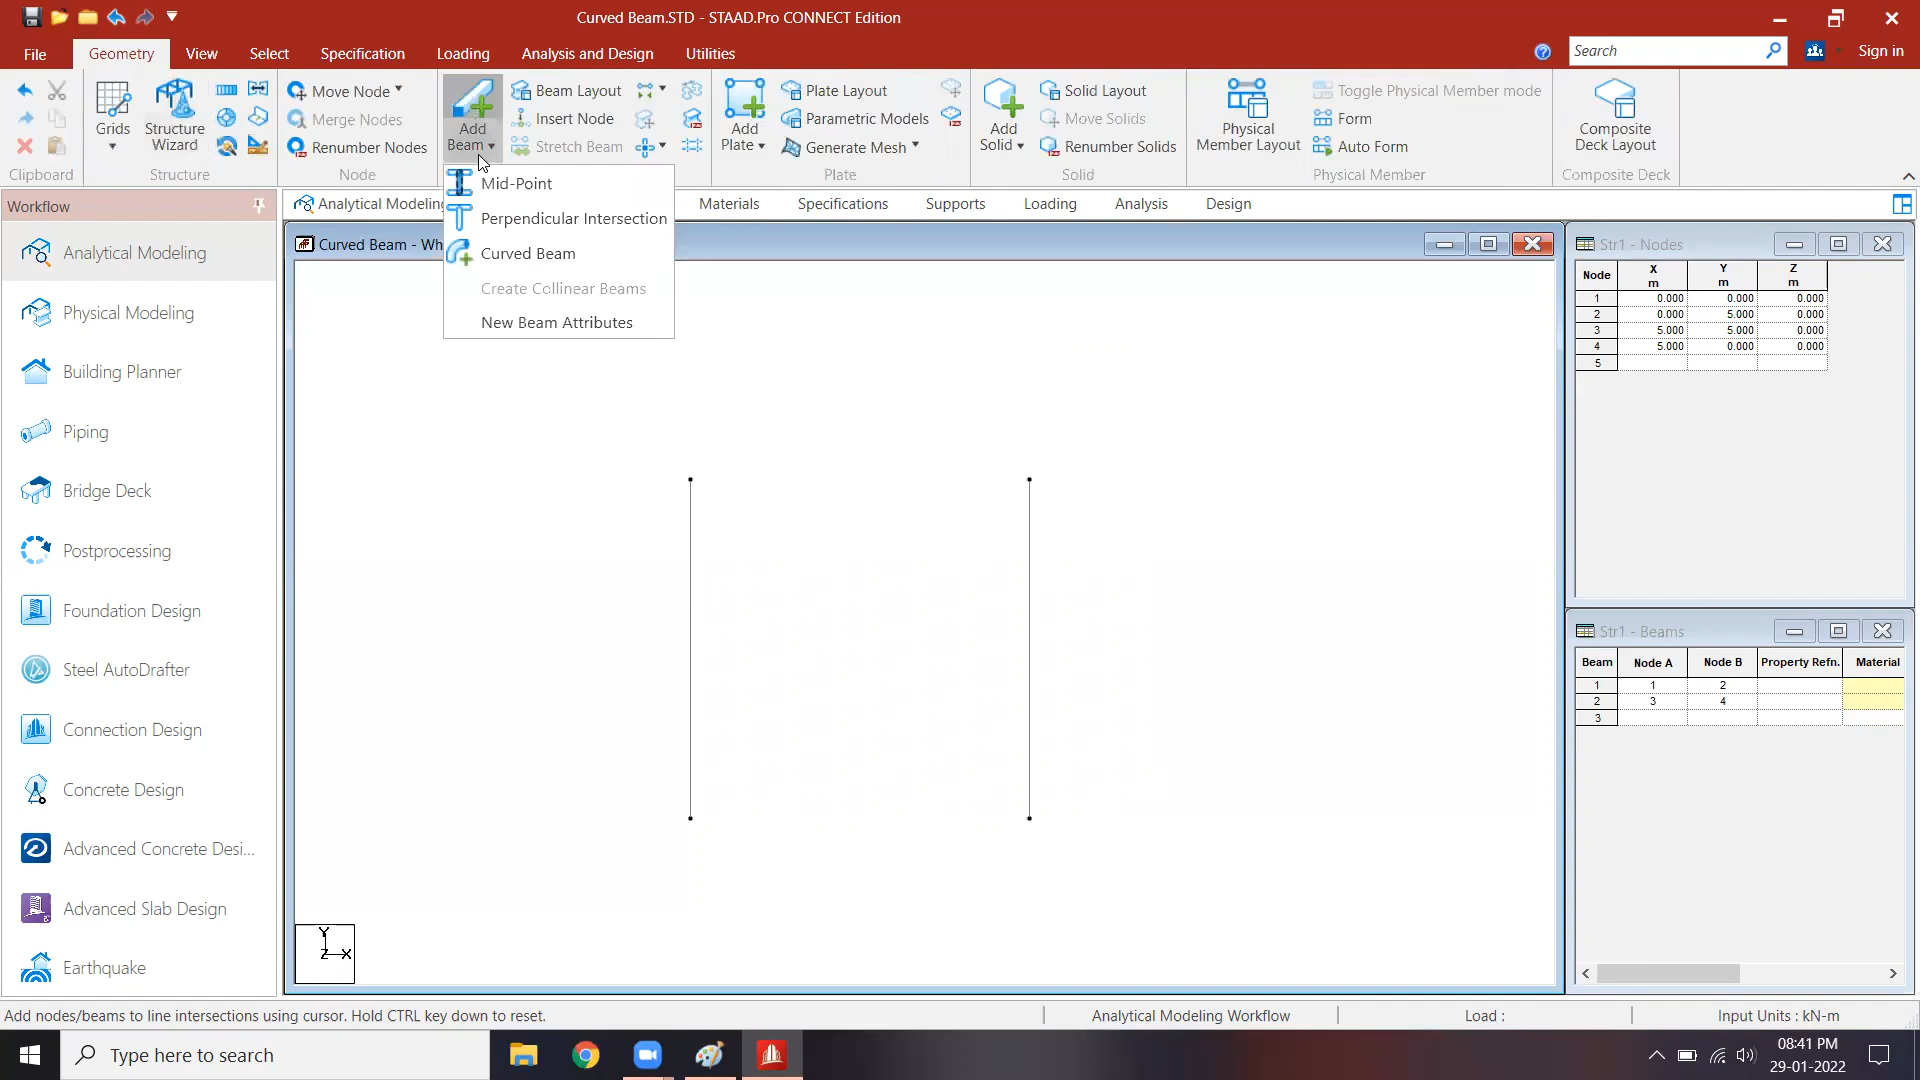 Curved Beam.STD - STAAD.Pro CONNECT Edition
File Geometry View Select Specification Loading Analysis and Design Utilities Search Sign in
Grids
Structure Wizard
Move Node
Merge Nodes
Renumber Nodes
Add Beam
Beam Layout
Insert Node
Stretch Beam
Add Plate
Plate Layout
Parametric Models
Generate Mesh
Add Solid
Solid Layout
Move Solids
Renumber Solids
Physical Member Layout
Toggle Physical Member mode
Form
Auto Form
Composite Deck Layout
Clipboard Structure Node Plate Solid Physical Member Composite Deck
Mid-Point
Perpendicular Intersection
Curved Beam
Create Collinear Beams
New Beam Attributes
Workflow
Analytical Modeling
Physical Modeling
Building Planner
Piping
Bridge Deck
Postprocessing
Foundation Design
Steel AutoDrafter
Connection Design
Concrete Design
Advanced Concrete Desi...
Advanced Slab Design
Earthquake
Analytical Modeling Materials Specifications Supports Loading Analysis Design
Curved Beam - Wh
Y
Z X
Str1 - Nodes
Node X m Y m Z m
1 0.000 0.000 0.000
2 0.000 5.000 0.000
3 5.000 5.000 0.000
4 5.000 0.000 0.000
5
Str1 - Beams
Beam Node A Node B Property Refn. Material
1 1 2
2 3 4
3
Add nodes/beams to line intersections using cursor. Hold CTRL key down to reset. Analytical Modeling Workflow Load : Input Units : kN-m
Type here to search
08:41 PM
29-01-2022